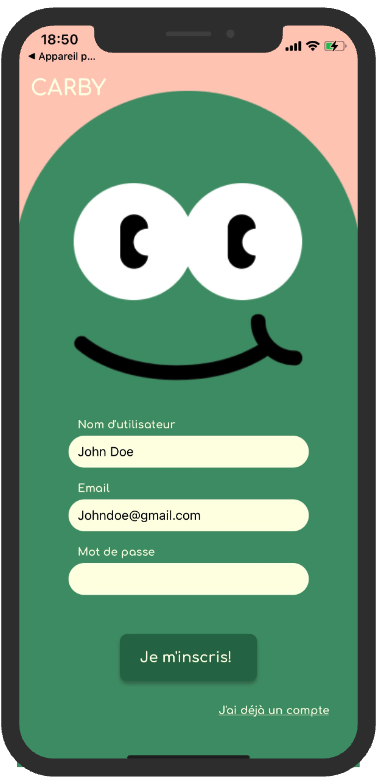 18:50
◀ Appareil p...
CARBY
Nom d'utilisateur
John Doe
Email
Johndoe@gmail.com
Mot de passe
Je m'inscris!
J'ai déjà un compte